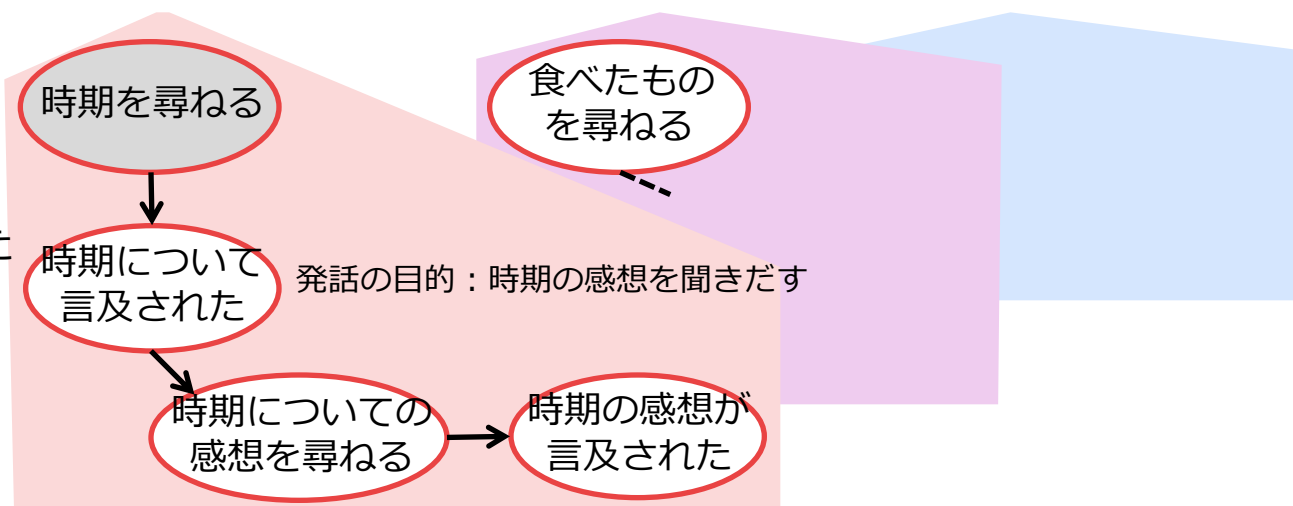 時期を尋ねる
食べたもの
を尋ねる
時期について
言及された
発話の目的：時期の感想を聞きだす
時期についての
感想を尋ねる
時期の感想が
言及された